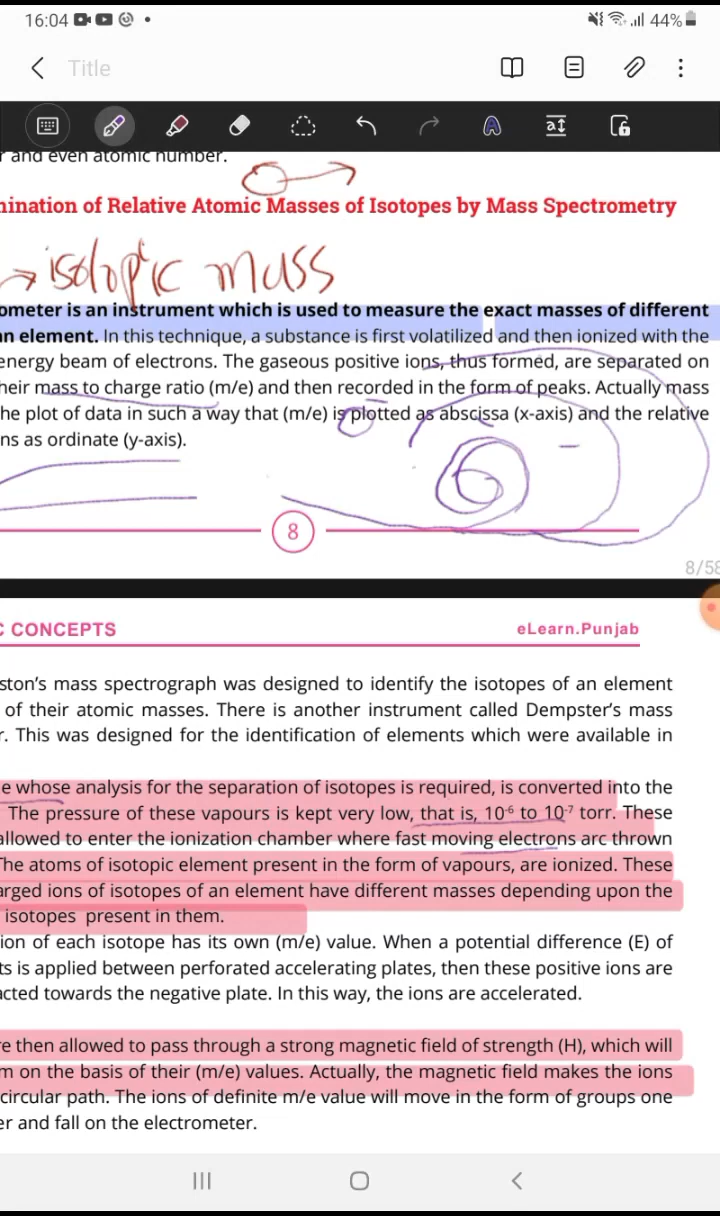 16:04 44%
Title
r and even atomic number.
mination of Relative Atomic Masses of Isotopes by Mass Spectrometry
→ isotopic mass
ometer is an instrument which is used to measure the exact masses of different
an element. In this technique, a substance is first volatilized and then ionized with the
energy beam of electrons. The gaseous positive ions, thus formed, are separated on
heir mass to charge ratio (m/e) and then recorded in the form of peaks. Actually mass
he plot of data in such a way that (m/e) is plotted as abscissa (x-axis) and the relative
ns as ordinate (y-axis).
8
8/58
C CONCEPTS eLearn.Punjab
ston's mass spectrograph was designed to identify the isotopes of an element
of their atomic masses. There is another instrument called Dempster's mass
r. This was designed for the identification of elements which were available in
e whose analysis for the separation of isotopes is required, is converted into the
The pressure of these vapours is kept very low, that is, 10⁻⁶ to 10⁻⁷ torr. These
allowed to enter the ionization chamber where fast moving electrons arc thrown
The atoms of isotopic element present in the form of vapours, are ionized. These
arged ions of isotopes of an element have different masses depending upon the
isotopes present in them.
ion of each isotope has its own (m/e) value. When a potential difference (E) of
ts is applied between perforated accelerating plates, then these positive ions are
acted towards the negative plate. In this way, the ions are accelerated.
re then allowed to pass through a strong magnetic field of strength (H), which will
m on the basis of their (m/e) values. Actually, the magnetic field makes the ions
circular path. The ions of definite m/e value will move in the form of groups one
er and fall on the electrometer.